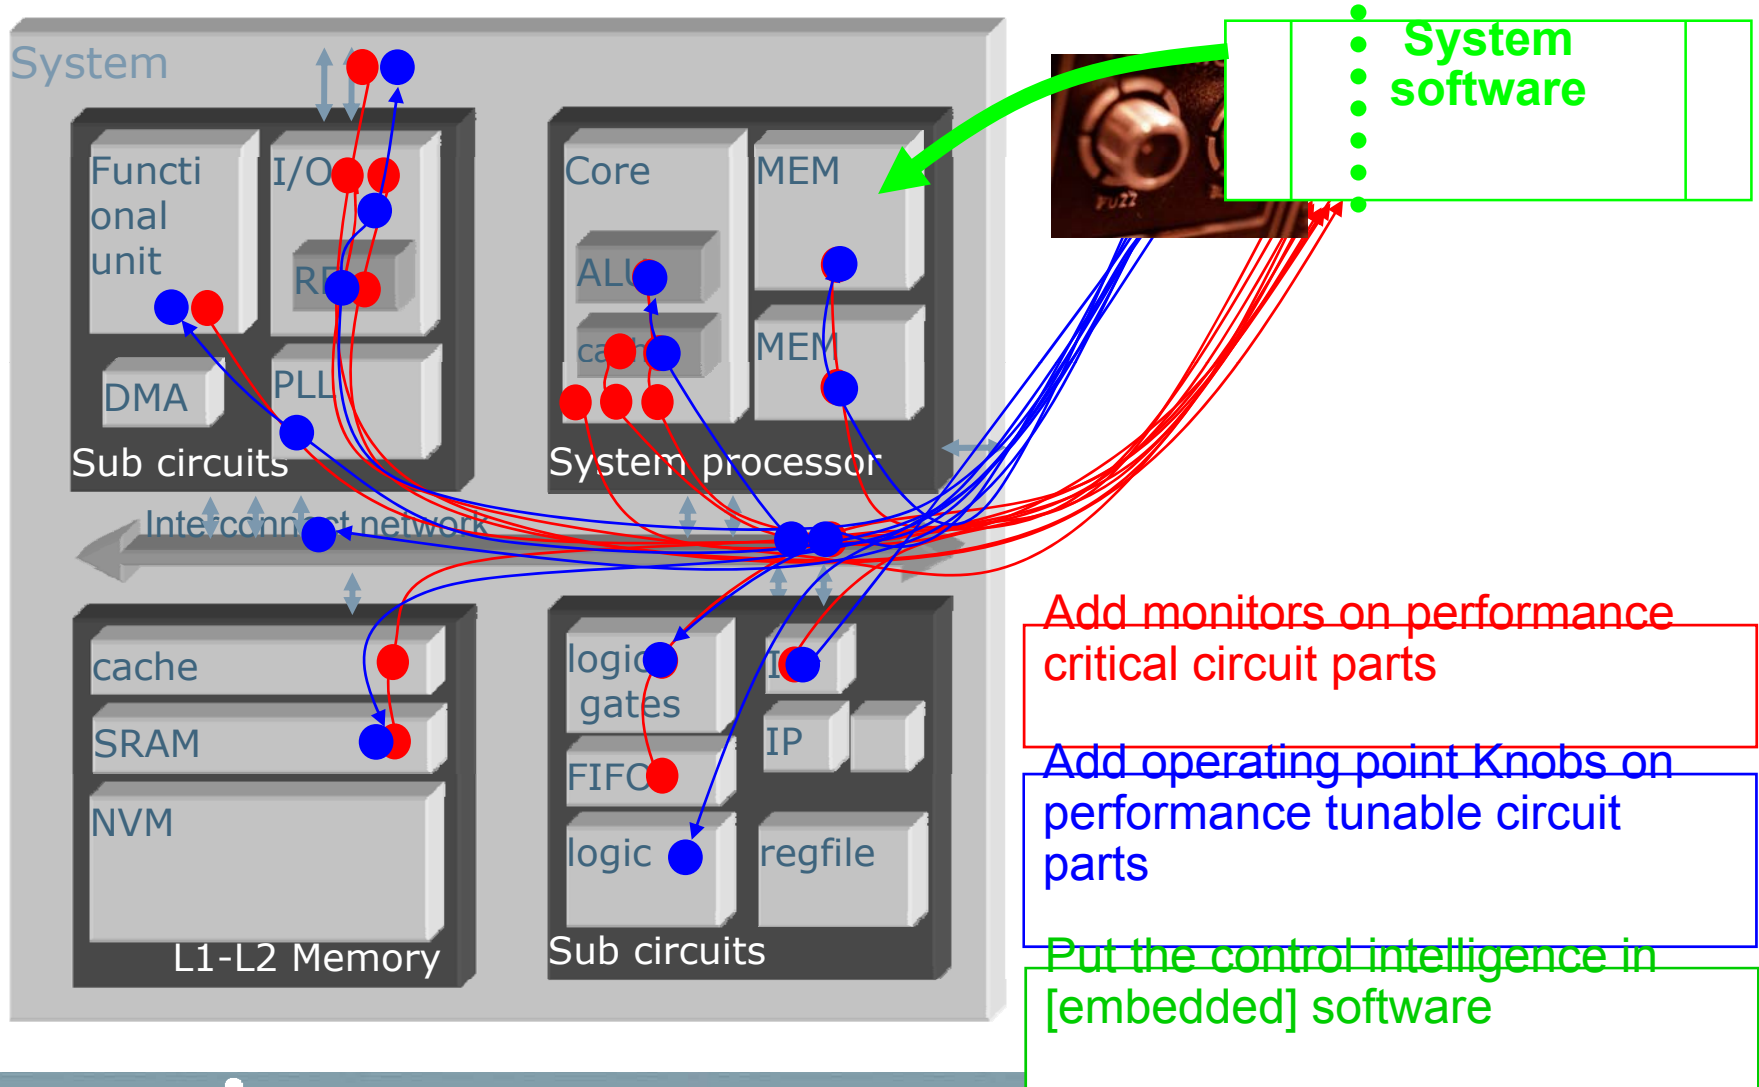 System
System
software
Functi
onal
unit
I/O
DMA
PLL
Sub circuits
Core
ALU
MEM
MEM
System processor
FUZZ
Interconnect network
cache
SRAM
NVM
L1-L2 Memory
logic
gates
FIFO
logic
IP
regfile
Sub circuits
Add monitors on performance
critical circuit parts
Add operating point Knobs on
performance tunable circuit
parts
Put the control intelligence in
[embedded] software